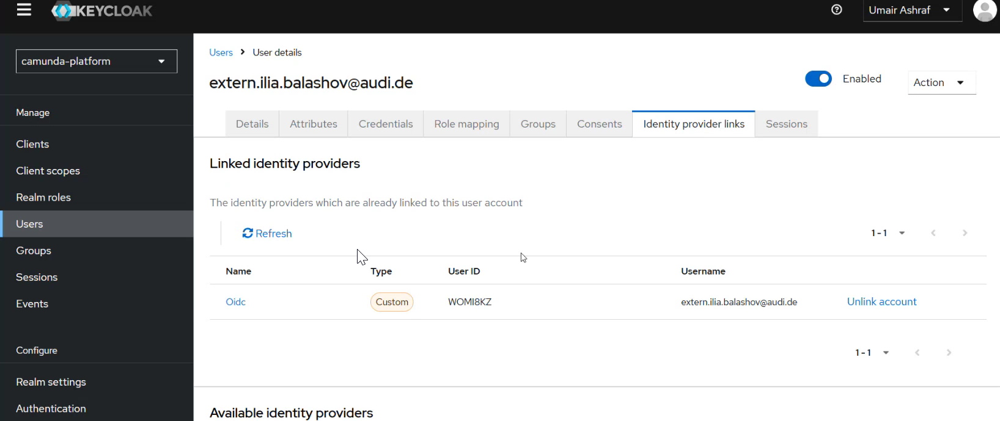 KEYCLOAK
Umair Ashraf
camunda-platform
Manage
Clients
Client scopes
Realm roles
Users
Groups
Sessions
Events
Configure
Realm settings
Authentication
Users > User details
extern.ilia.balashov@audi.de
Enabled
Action
Details Attributes Credentials Role mapping Groups Consents Identity provider links Sessions
Linked identity providers
The identity providers which are already linked to this user account
Refresh
1 - 1
Name Type User ID Username
Oidc Custom WOMI8KZ extern.ilia.balashov@audi.de Unlink account
1 - 1
Available identity providers